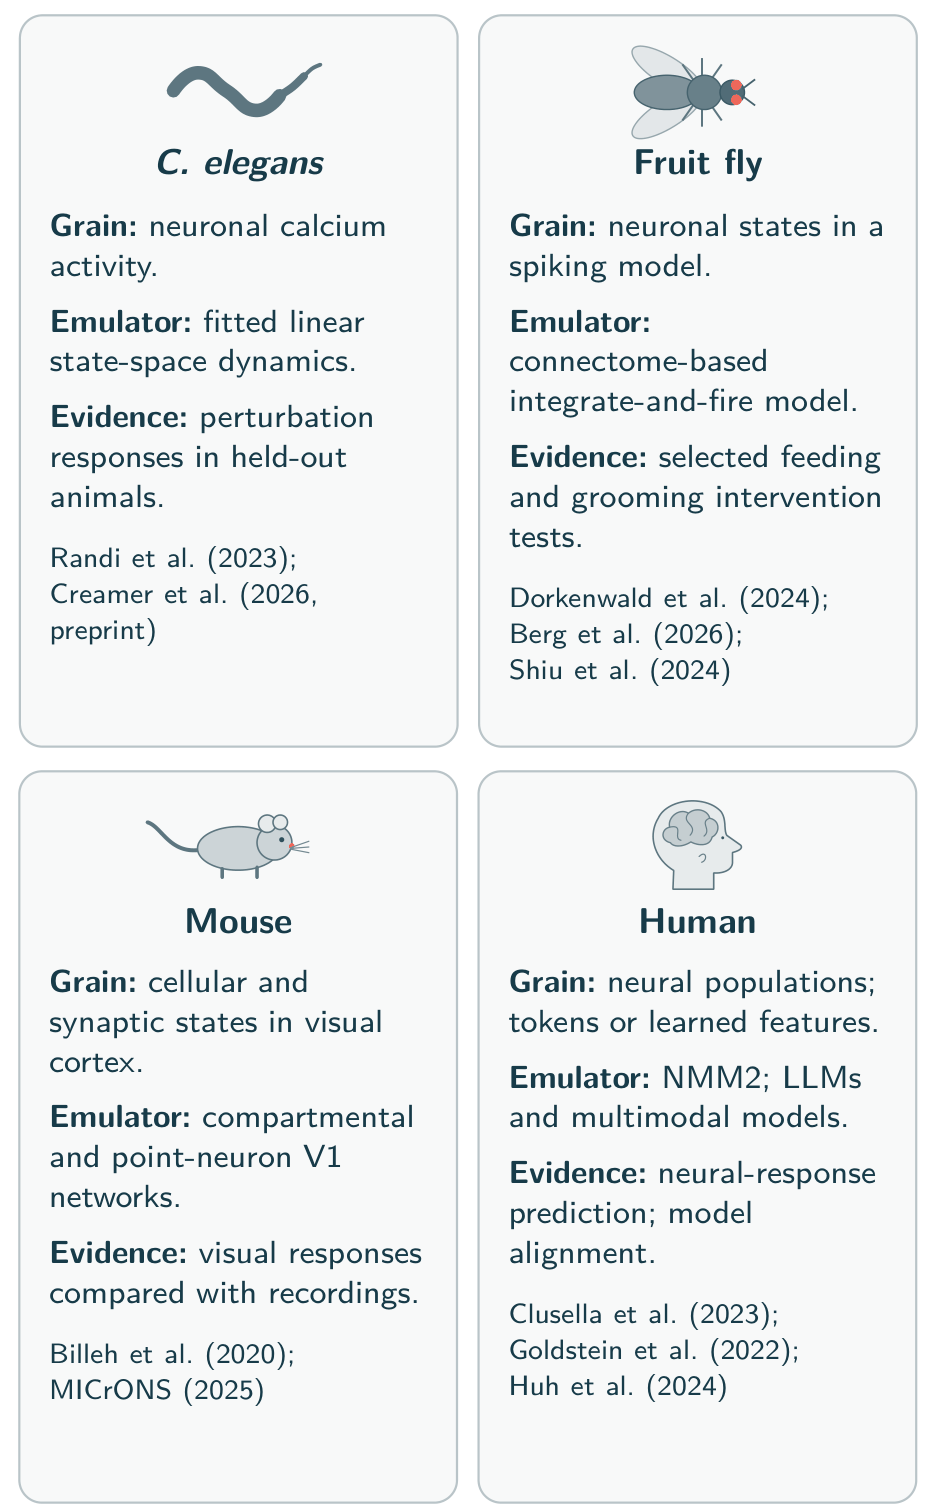 C. elegans
Grain: neuronal calcium
activity.
Emulator: fitted linear
state-space dynamics.
Evidence: perturbation
responses in held-out
animals.
Randi et al. (2023);
Creamer et al. (2026,
preprint)
Fruit fly
Grain: neuronal states in a
spiking model.
Emulator:
connectome-based
integrate-and-fire model.
Evidence: selected feeding
and grooming intervention
tests.
Dorkenwald et al. (2024);
Berg et al. (2026);
Shiu et al. (2024)
Mouse
Grain: cellular and
synaptic states in visual
cortex.
Emulator: compartmental
and point-neuron V1
networks.
Evidence: visual responses
compared with recordings.
Billeh et al. (2020);
MICrONS (2025)
Human
Grain: neural populations;
tokens or learned features.
Emulator: NMM2; LLMs
and multimodal models.
Evidence: neural-response
prediction; model
alignment.
Clusella et al. (2023);
Goldstein et al. (2022);
Huh et al. (2024)